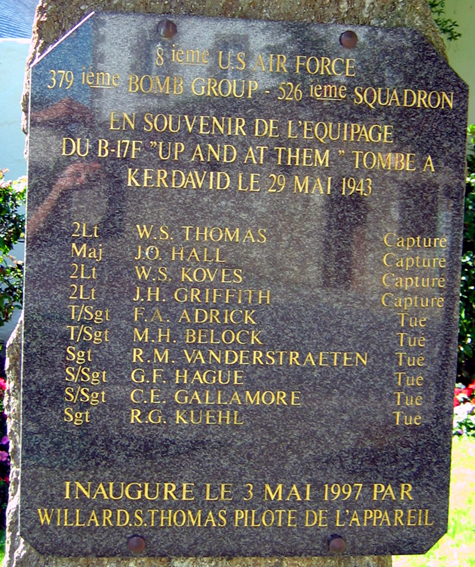 8 ieme U.S AIR FORCE
379 ieme BOMB GROUP - 526 ieme SQUADRON
EN SOUVENIR DE L'EQUIPAGE
DU B-17F "UP AND AT THEM" TOMBE A
KERDAVID LE 29 MAI 1943
2Lt W.S. THOMAS Capture
Maj J.O. HALL Capture
2Lt W.S. KOVES Capture
2Lt J.H. GRIFFITH Capture
T/Sgt F.A. ADRICK Tue
T/Sgt M.H. BELOCK Tue
Sgt R.M. VANDERSTRAETEN Tue
S/Sgt G.F. HAGUE Tue
S/Sgt C.E. GALLAMORE Tue
Sgt R.G. KUEHL Tue
INAUGURE LE 3 MAI 1997 PAR
WILLARD.S.THOMAS PILOTE DE L'APPAREIL